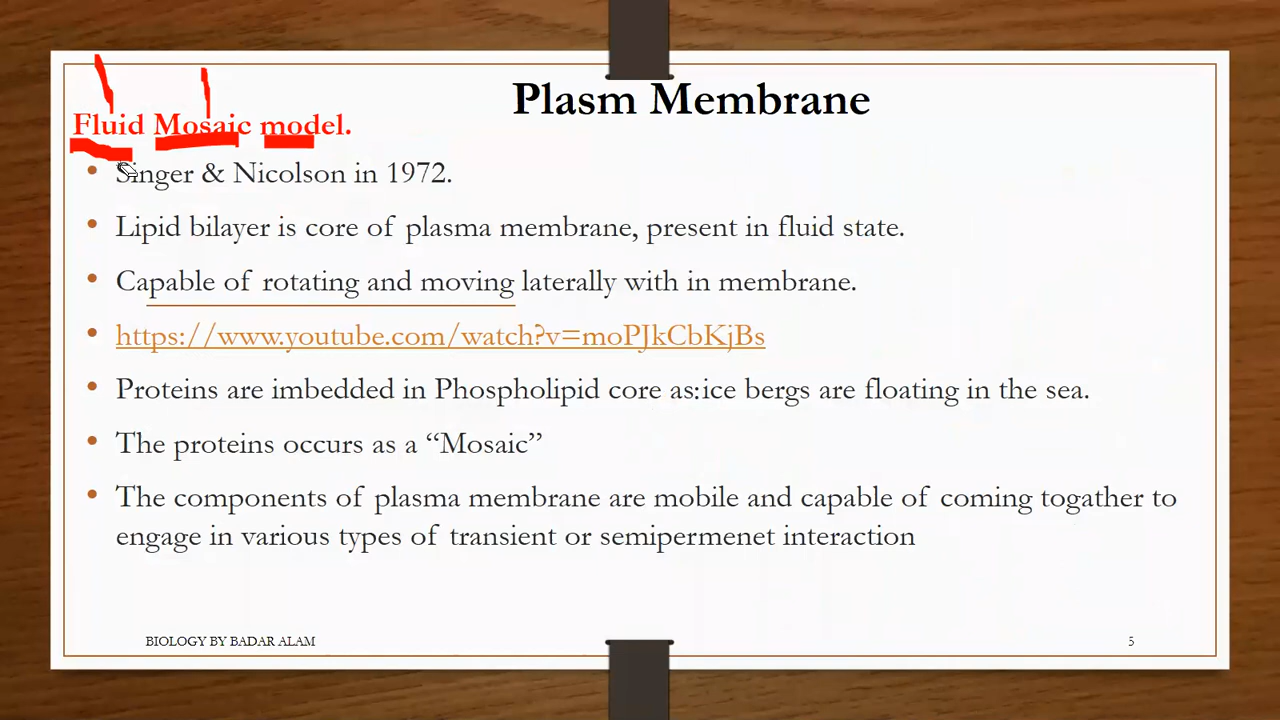 Plasm Membrane
Fluid Mosaic model.
• Singer & Nicolson in 1972.
• Lipid bilayer is core of plasma membrane, present in fluid state.
• Capable of rotating and moving laterally with in membrane.
• https://www.youtube.com/watch?v=moPJkCbKjBs
• Proteins are imbedded in Phospholipid core as:ice bergs are floating in the sea.
• The proteins occurs as a “Mosaic”
• The components of plasma membrane are mobile and capable of coming togather to
engage in various types of transient or semipermenet interaction
BIOLOGY BY BADAR ALAM
5